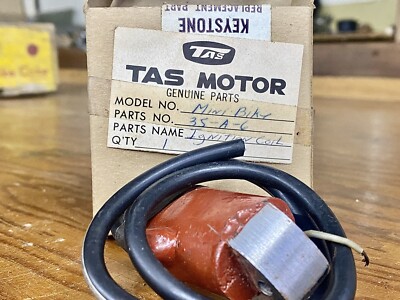 KEYSTONE
REPLACEMENT PART
TAS
TAS MOTOR
GENUINE PARTS
MODEL NO. Mini Bike
PARTS NO. 35-A-6
PARTS NAME Ignition Coil
Q'TY 1